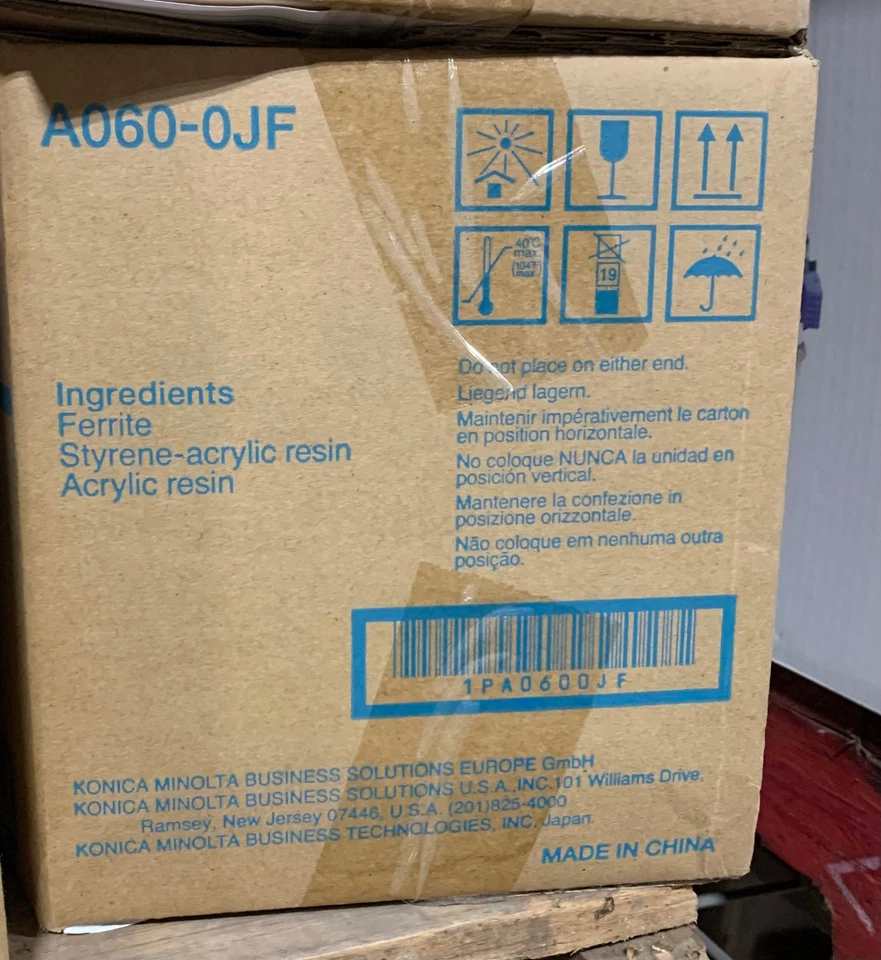 A060-0JF
40°C
max.
104°F
max.
19
Ingredients
Ferrite
Styrene-acrylic resin
Acrylic resin
Do not place on either end.
Liegend lagern.
Maintenir impérativement le carton
en position horizontale.
No coloque NUNCA la unidad en
posición vertical.
Mantenere la confezione in
posizione orizzontale.
Não coloque em nenhuma outra
posição.
1PA0600JF
KONICA MINOLTA BUSINESS SOLUTIONS EUROPE GmbH
KONICA MINOLTA BUSINESS SOLUTIONS U.S.A.,INC.101 Williams Drive,
Ramsey, New Jersey 07446, U.S.A. (201)825-4000
KONICA MINOLTA BUSINESS TECHNOLOGIES, INC. Japan.
MADE IN CHINA